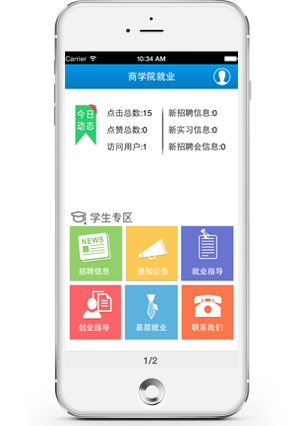 Carrier 10:34 AM
商学院就业
今日
动态
点击总数:15 新招聘信息:0
点赞总数:0 新实习信息:0
访问用户:1 新招聘会信息:0
学生专区
NEWS
招聘信息 通知公告 就业指导
创业指导 基层就业 联系我们
1/2